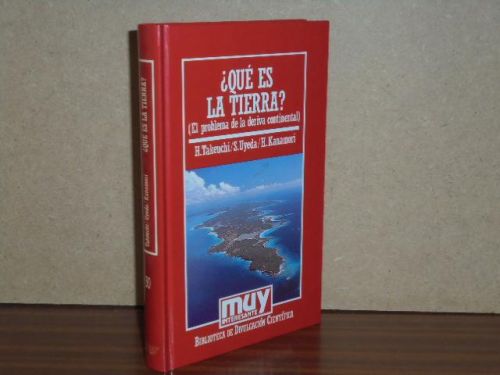 ¿QUÉ ES
LA TIERRA?
(El problema de la deriva continental)
H. Takeuchi/S. Uyeda/H. Kanamori
muy
INTERESANTE
BIBLIOTECA DE DIVULGACIÓN CIENTÍFICA
¿QUÉ ES LA TIERRA?
Takeuchi Uyeda Kanamori